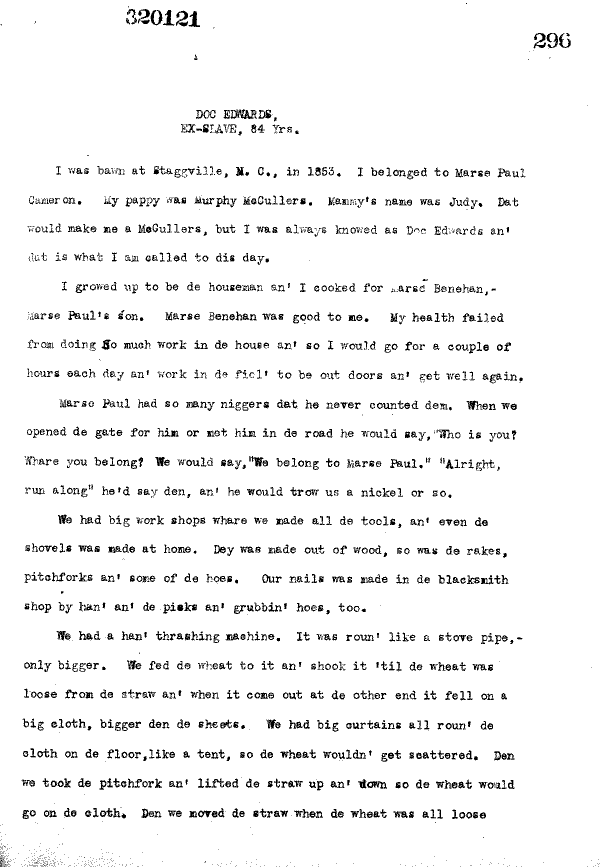 320121
296
DOC EDWARDS,
EX-SLAVE, 84 Yrs.
I was bawn at Staggville, N. C., in 1853. I belonged to Marse Paul
Cameron. My pappy was Murphy McCullers. Mammy's name was Judy. Dat
would make me a McCullers, but I was always knowed as Doc Edwards an'
dat is what I am called to dis day.
I growed up to be de houseman an' I cooked for Marse Benehan,-
Marse Paul's son. Marse Benehan was good to me. My health failed
from doing so much work in de house an' so I would go for a couple of
hours each day an' work in de fiel' to be out doors an' get well again.
Marse Paul had so many niggers dat he never counted dem. When we
opened de gate for him or met him in de road he would say,"Who is you?
Whare you belong? We would say,"We belong to Marse Paul." "Alright,
run along" he'd say den, an' he would trow us a nickel or so.
We had big work shops whare we made all de tools, an' even de
shovels was made at home. Dey was made out of wood, so was de rakes,
pitchforks an' some of de hoes. Our nails was made in de blacksmith
shop by han' an' de picks an' grubbin' hoes, too.
We had a han' thrashing machine. It was roun' like a stove pipe,-
only bigger. We fed de wheat to it an' shook it 'til de wheat was
loose from de straw an' when it come out at de other end it fell on a
big cloth, bigger den de sheets. We had big curtains all roun' de
cloth on de floor,like a tent, so de wheat wouldn' get scattered. Den
we took de pitchfork an' lifted de straw up an' down so de wheat would
go on de cloth. Den we moved de straw when de wheat was all loose